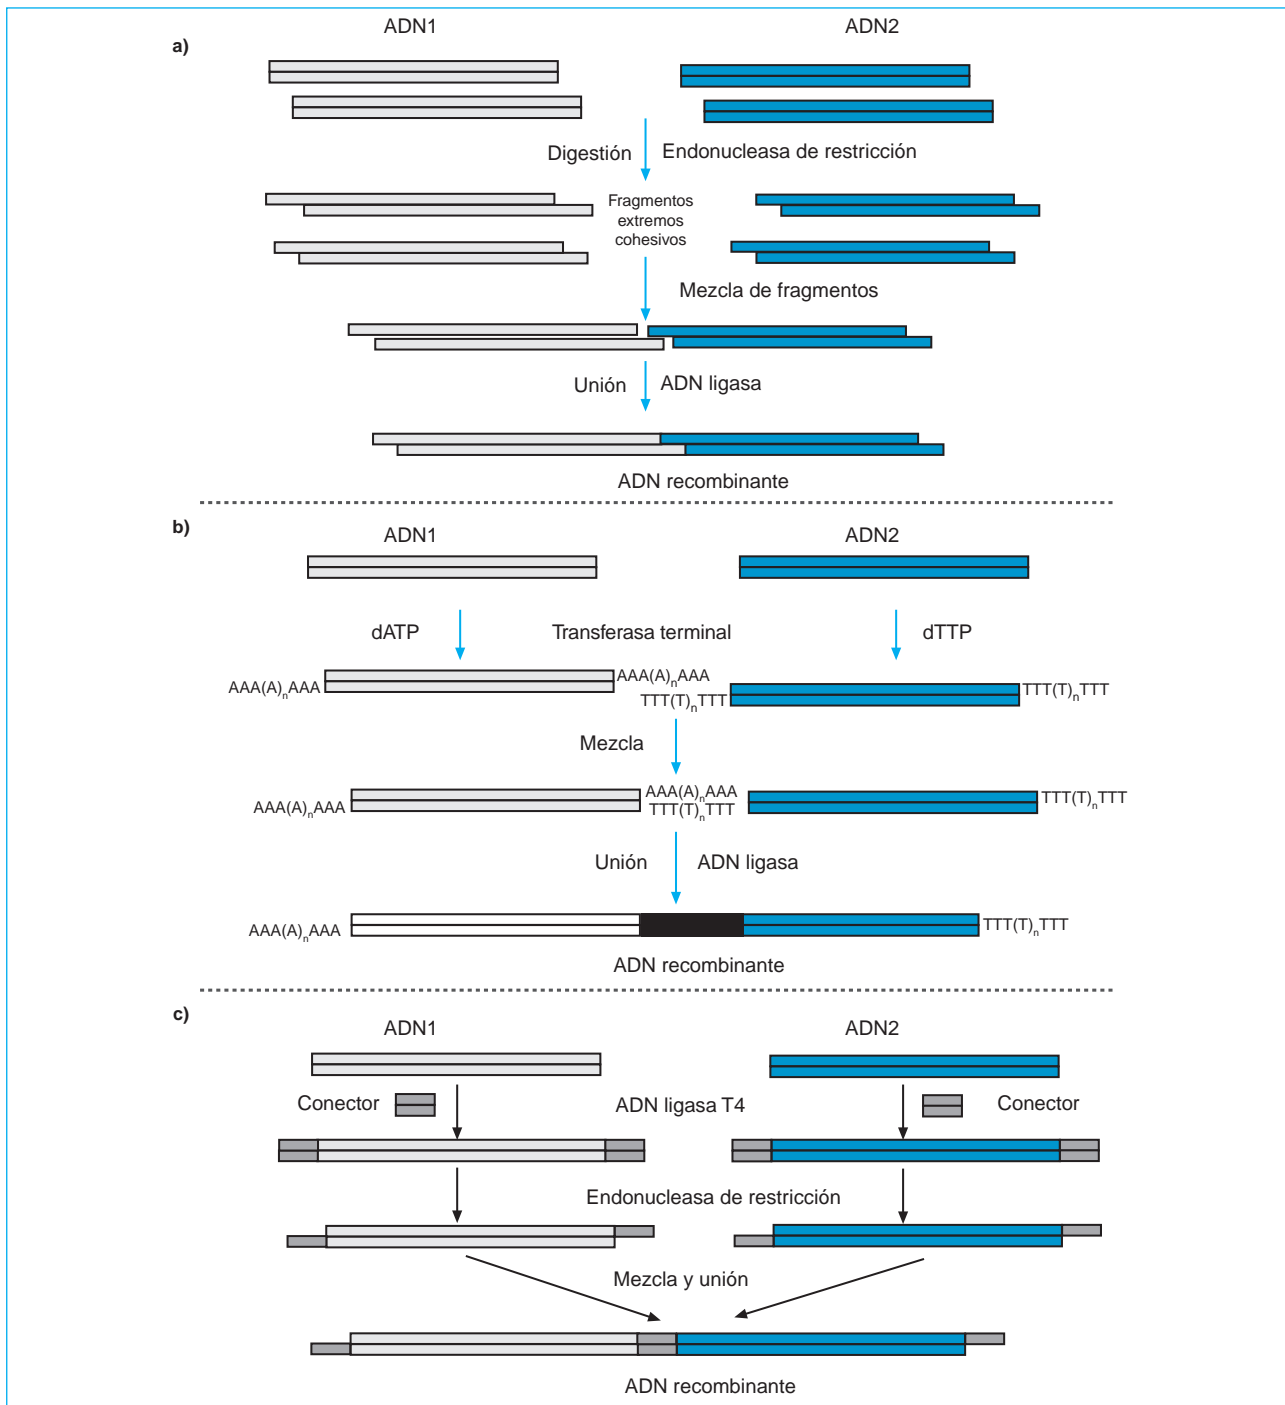 a)
ADN1
ADN2
Digestión
Endonucleasa de restricción
Fragmentos
extremos
cohesivos
Mezcla de fragmentos
Unión
ADN ligasa
ADN recombinante
b)
ADN1
ADN2
dATP
Transferasa terminal
dTTP
AAA(A)nAAA
AAA(A)nAAA
TTT(T)nTTT
TTT(T)nTTT
Mezcla
AAA(A)nAAA
AAA(A)nAAA
TTT(T)nTTT
TTT(T)nTTT
Unión
ADN ligasa
AAA(A)nAAA
TTT(T)nTTT
ADN recombinante
c)
ADN1
ADN2
Conector
ADN ligasa T4
Conector
Endonucleasa de restricción
Mezcla y unión
ADN recombinante